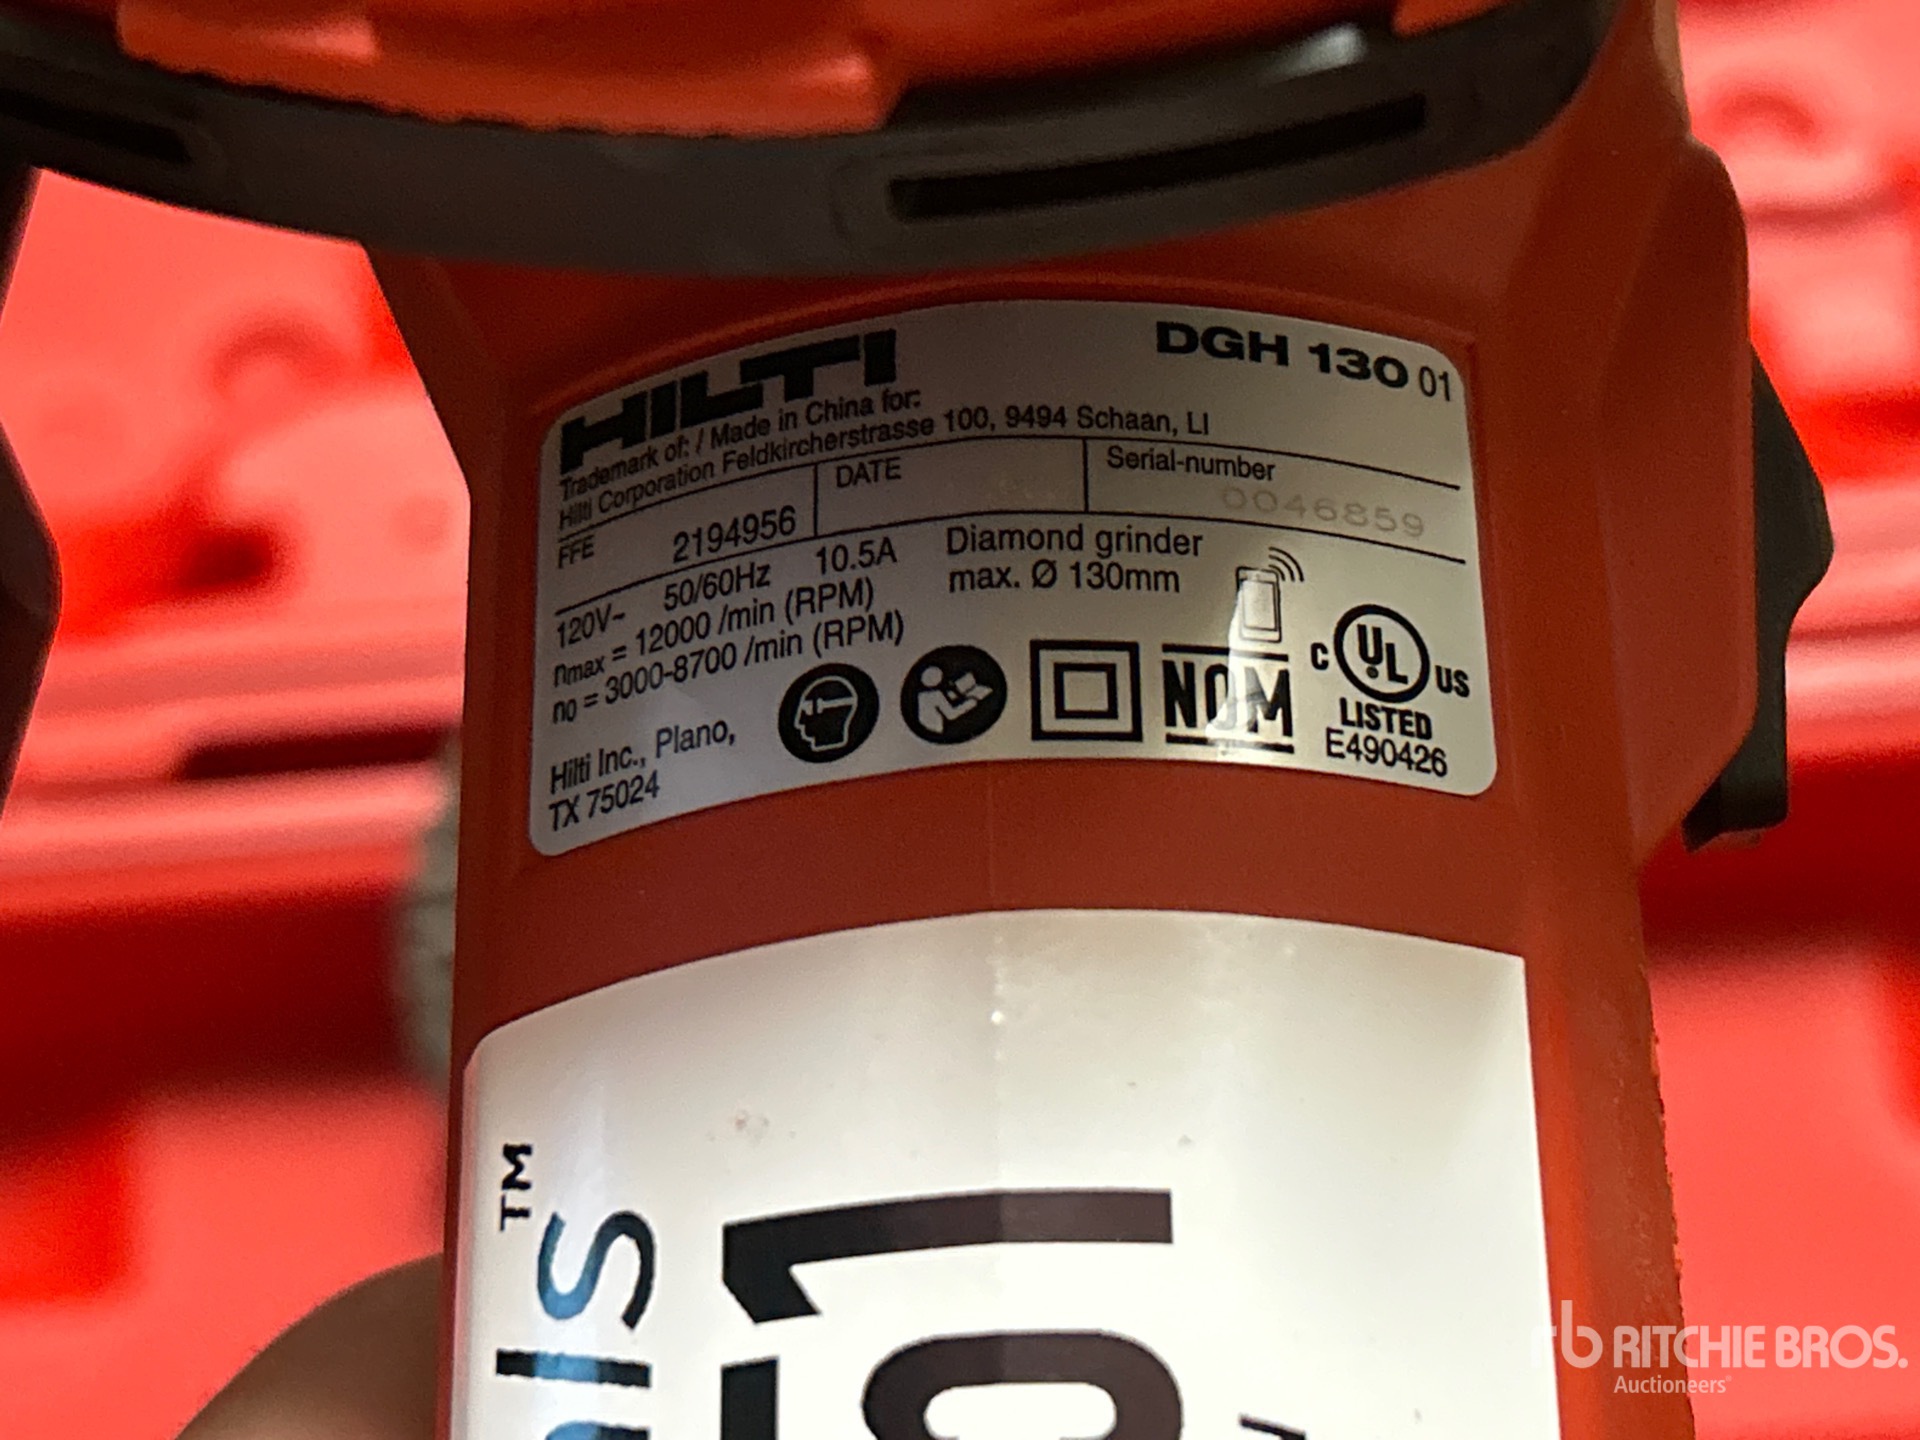 HILTI
DGH 130 01
Trademark of: / Made in China for:
Hilti Corporation Feldkircherstrasse 100, 9494 Schaan, LI
FFE 2194956
DATE
Serial-number
0046859
120V~ 50/60Hz 10.5A
nmax = 12000 /min (RPM)
n0 = 3000-8700 /min (RPM)
Diamond grinder
max. Ø 130mm
Hilti Inc., Plano,
TX 75024
NOM
C UL US
LISTED
E490426
TM
rb RITCHIE BROS.
Auctioneers